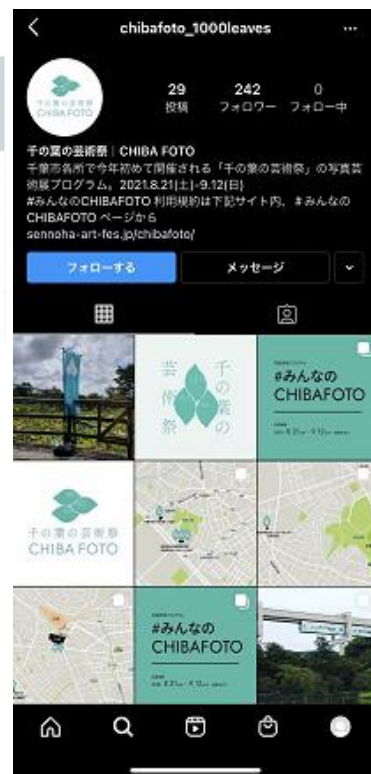 chibafoto_1000leaves
千の葉の芸術祭
CHIBA FOTO
29
投稿
242
フォロワー
0
フォロー中
千の葉の芸術祭｜CHIBA FOTO
千葉市各所で今年初めて開催される「千の葉の芸術祭」の写真芸
術展プログラム。2021.8.21(土)-9.12(日)
#みんなのCHIBAFOTO 利用規約は下記サイト内、#みんなの
CHIBAFOTO ページから
sennoha-art-fes.jp/chibafoto/
フォローする
メッセージ
千の葉の
芸術祭
#みんなの
CHIBAFOTO
千の葉の芸術祭
CHIBA FOTO
#みんなの
CHIBAFOTO